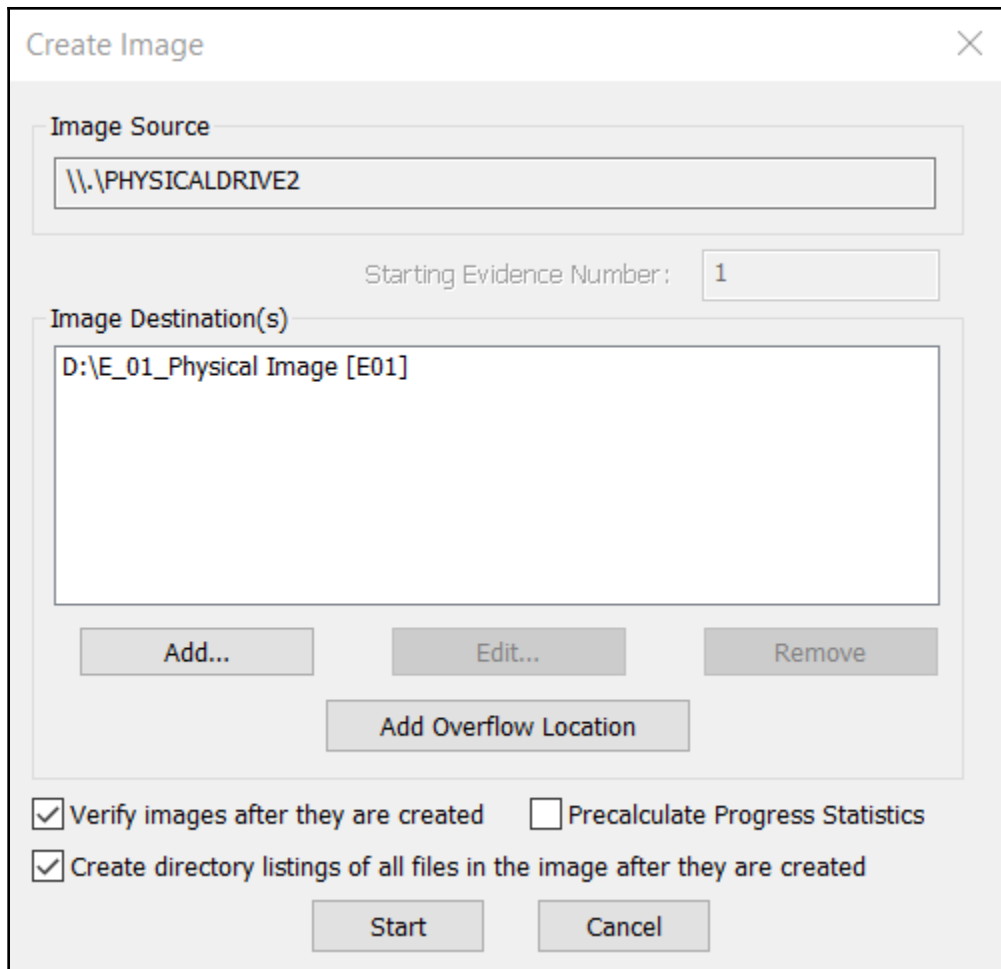 Create Image
Image Source
\\.\PHYSICALDRIVE2
Starting Evidence Number: 1
Image Destination(s)
D:\E_01_Physical Image [E01]
Add... Edit... Remove
Add Overflow Location
Verify images after they are created Precalculate Progress Statistics
Create directory listings of all files in the image after they are created
Start Cancel